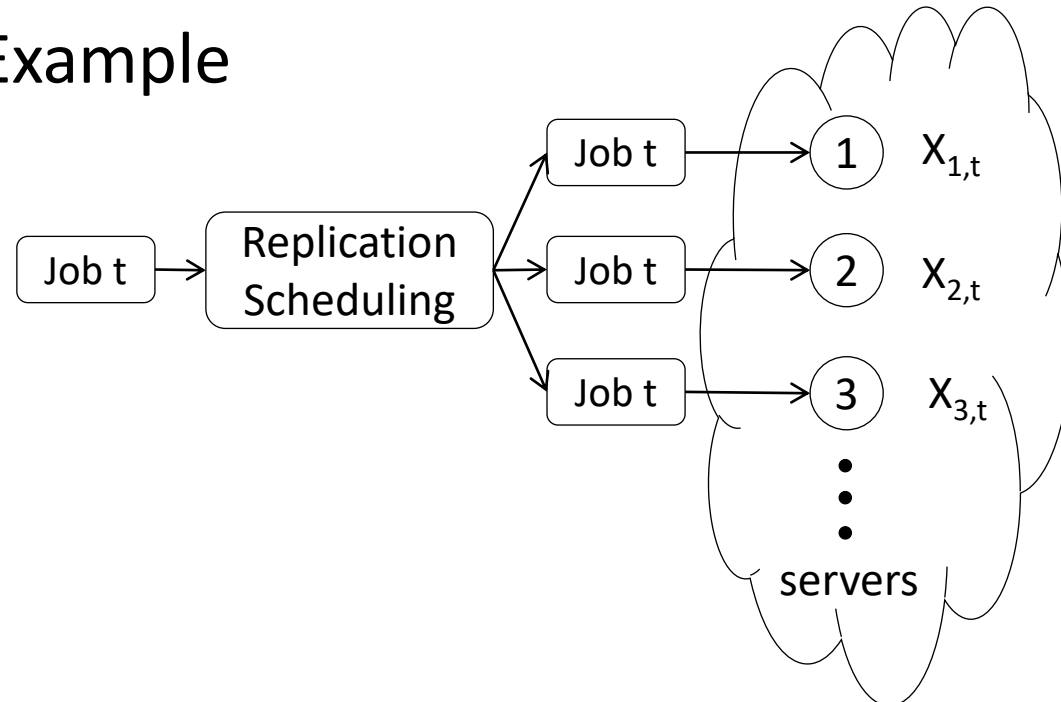 Example
Job t
Replication
Scheduling
Job t
1
X1,t
Job t
2
X2,t
Job t
3
X3,t
servers